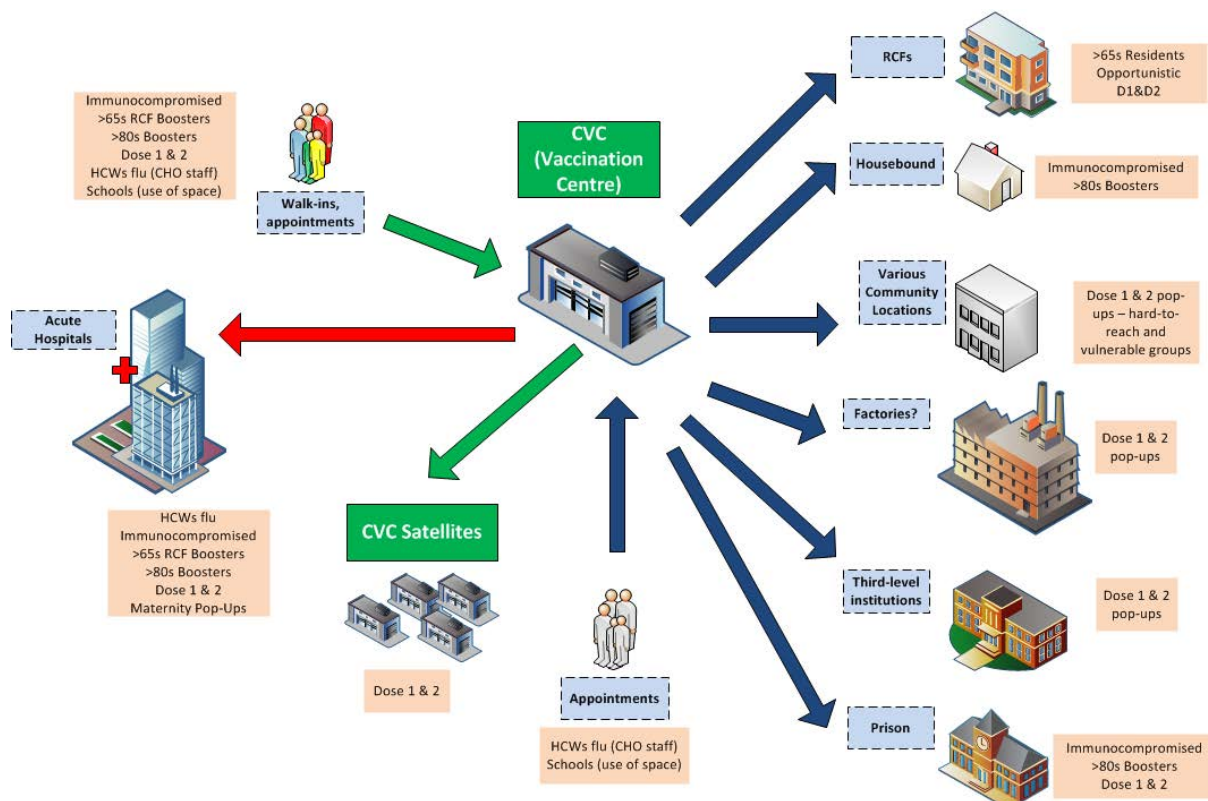 Immunocompromised
>65s RCF Boosters
>80s Boosters
Dose 1 & 2
HCWs flu (CHO staff)
Schools (use of space)
Walk-ins,
appointments
CVC
(Vaccination
Centre)
RCFs
>65s Residents
Opportunistic
D1&D2
Housebound
Immunocompromised
>80s Boosters
Various
Community
Locations
Dose 1 & 2 pop-
ups – hard-to-
reach and
vulnerable groups
Acute
Hospitals
HCWs flu
Immunocompromised
>65s RCF Boosters
>80s Boosters
Dose 1 & 2
Maternity Pop-Ups
Factories?
Dose 1 & 2
pop-ups
CVC Satellites
Dose 1 & 2
Appointments
HCWs flu (CHO staff)
Schools (use of space)
Third-level
institutions
Dose 1 & 2
pop-ups
Prison
Immunocompromised
>80s Boosters
Dose 1 & 2